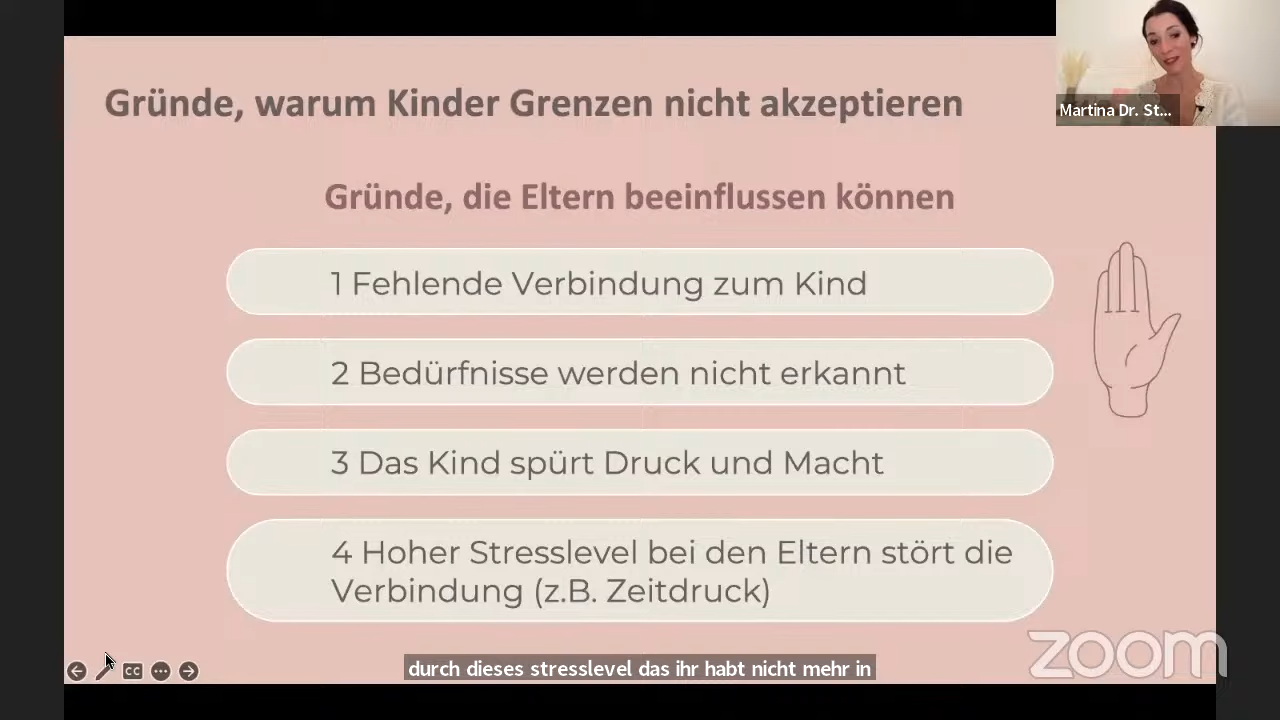 Gründe, warum Kinder Grenzen nicht akzeptieren
Martina Dr. St...
Gründe, die Eltern beeinflussen können
1 Fehlende Verbindung zum Kind
2 Bedürfnisse werden nicht erkannt
3 Das Kind spürt Druck und Macht
4 Hoher Stresslevel bei den Eltern stört die
Verbindung (z.B. Zeitdruck)
zoom
CC
durch dieses stresslevel das ihr habt nicht mehr in